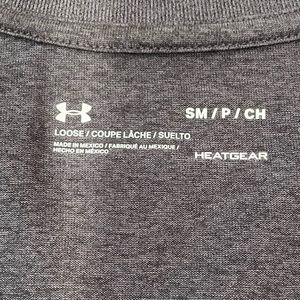 SM / P / CH
LOOSE / COUPE LÂCHE / SUELTO
MADE IN MEXICO / FABRIQUÉ AU MEXIQUE /
HECHO EN MÉXICO
HEATGEAR